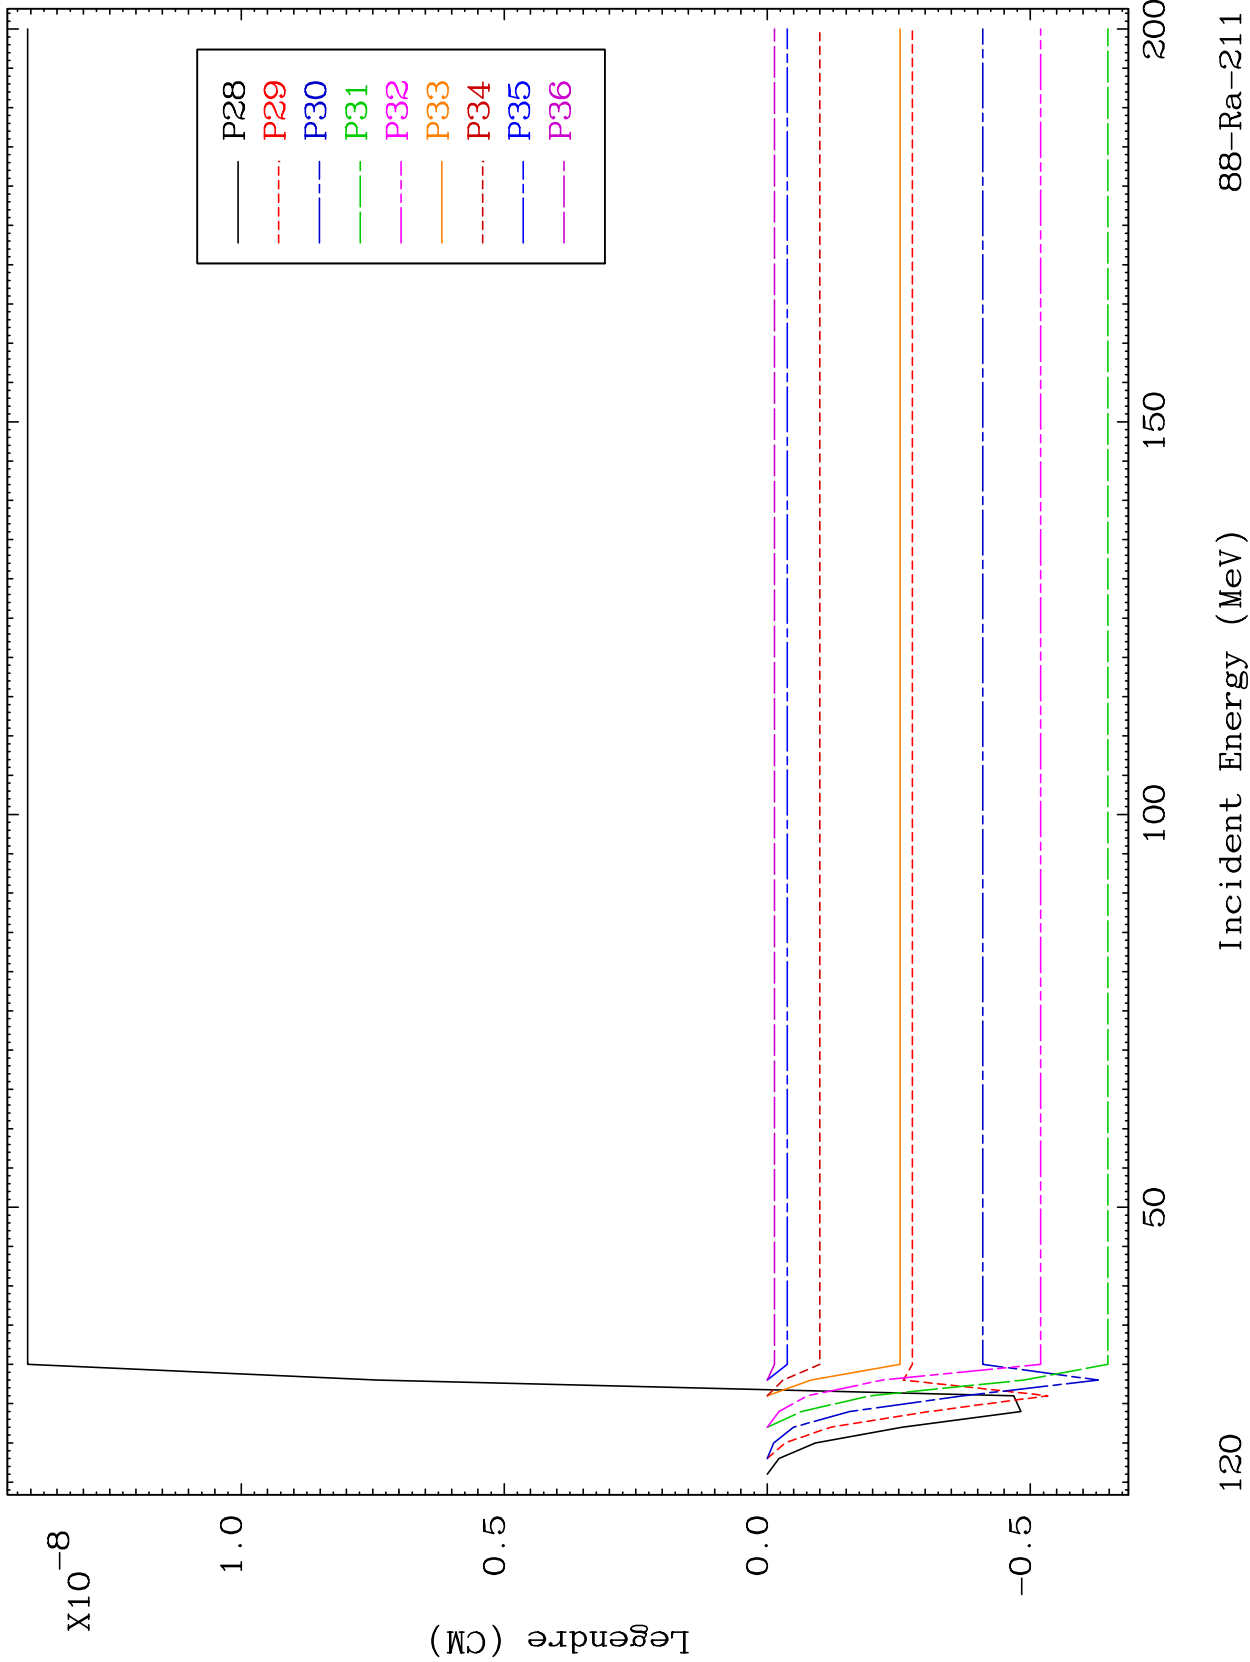 X10-8
1.0
0.5
0.0
-0.5
Legendre (CM)
P28
P29
P30
P31
P32
P33
P34
P35
P36
50
100
150
200
120
Incident Energy (MeV)
88-Ra-211